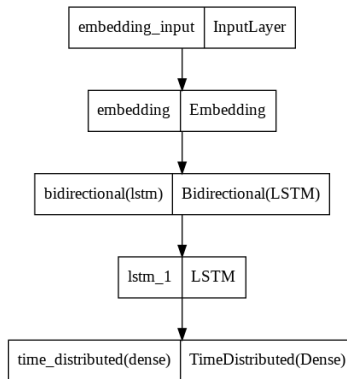 embedding_input InputLayer
embedding Embedding
bidirectional(lstm) Bidirectional(LSTM)
lstm_1 LSTM
time_distributed(dense) TimeDistributed(Dense)